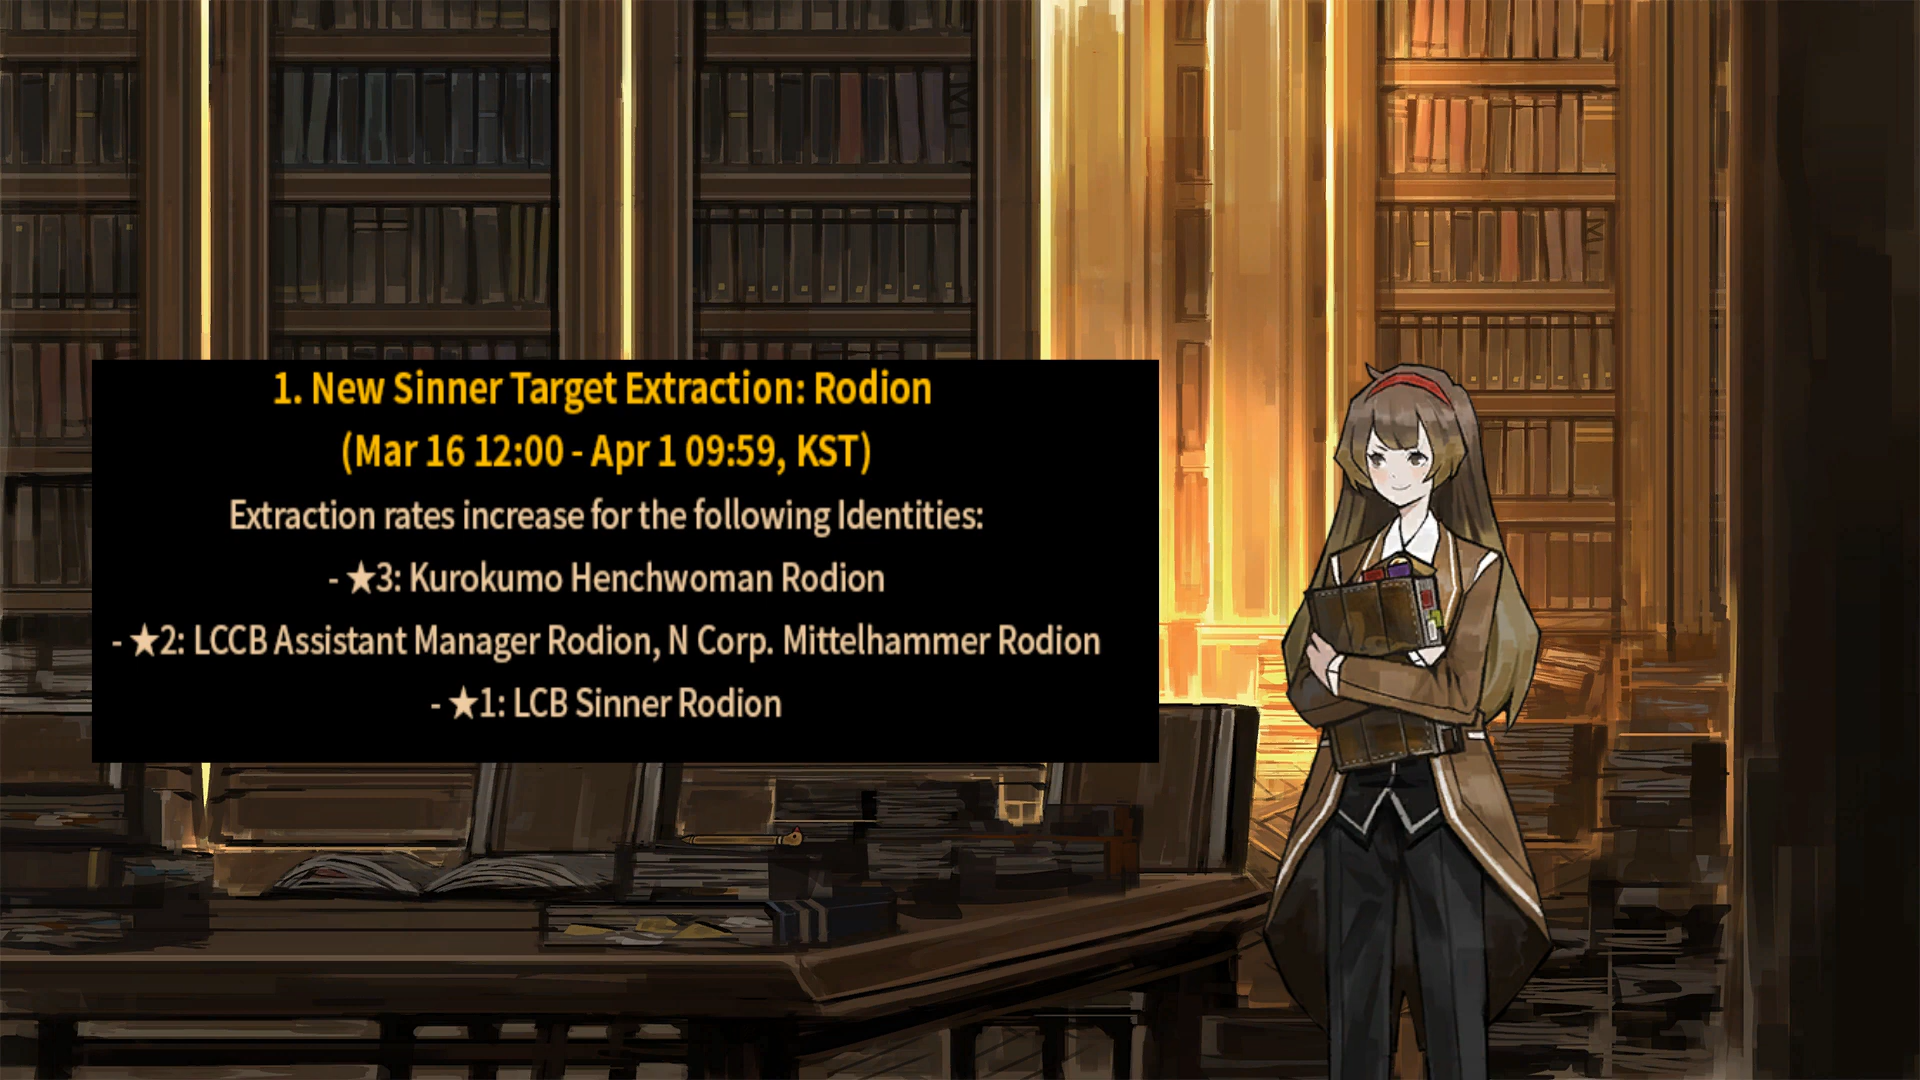 1. New Sinner Target Extraction: Rodion
(Mar 16 12:00 - Apr 1 09:59, KST)
Extraction rates increase for the following Identities:
- ★3: Kurokumo Henchwoman Rodion
- ★2: LCCB Assistant Manager Rodion, N Corp. Mittelhammer Rodion
- ★1: LCB Sinner Rodion